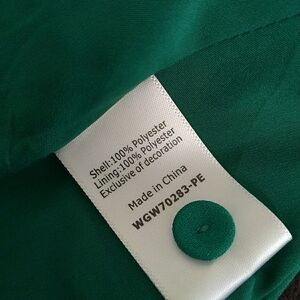 Shell:100% Polyester
Lining:100% Polyester
Exclusive of decoration
Made in China
WGW70283-PE